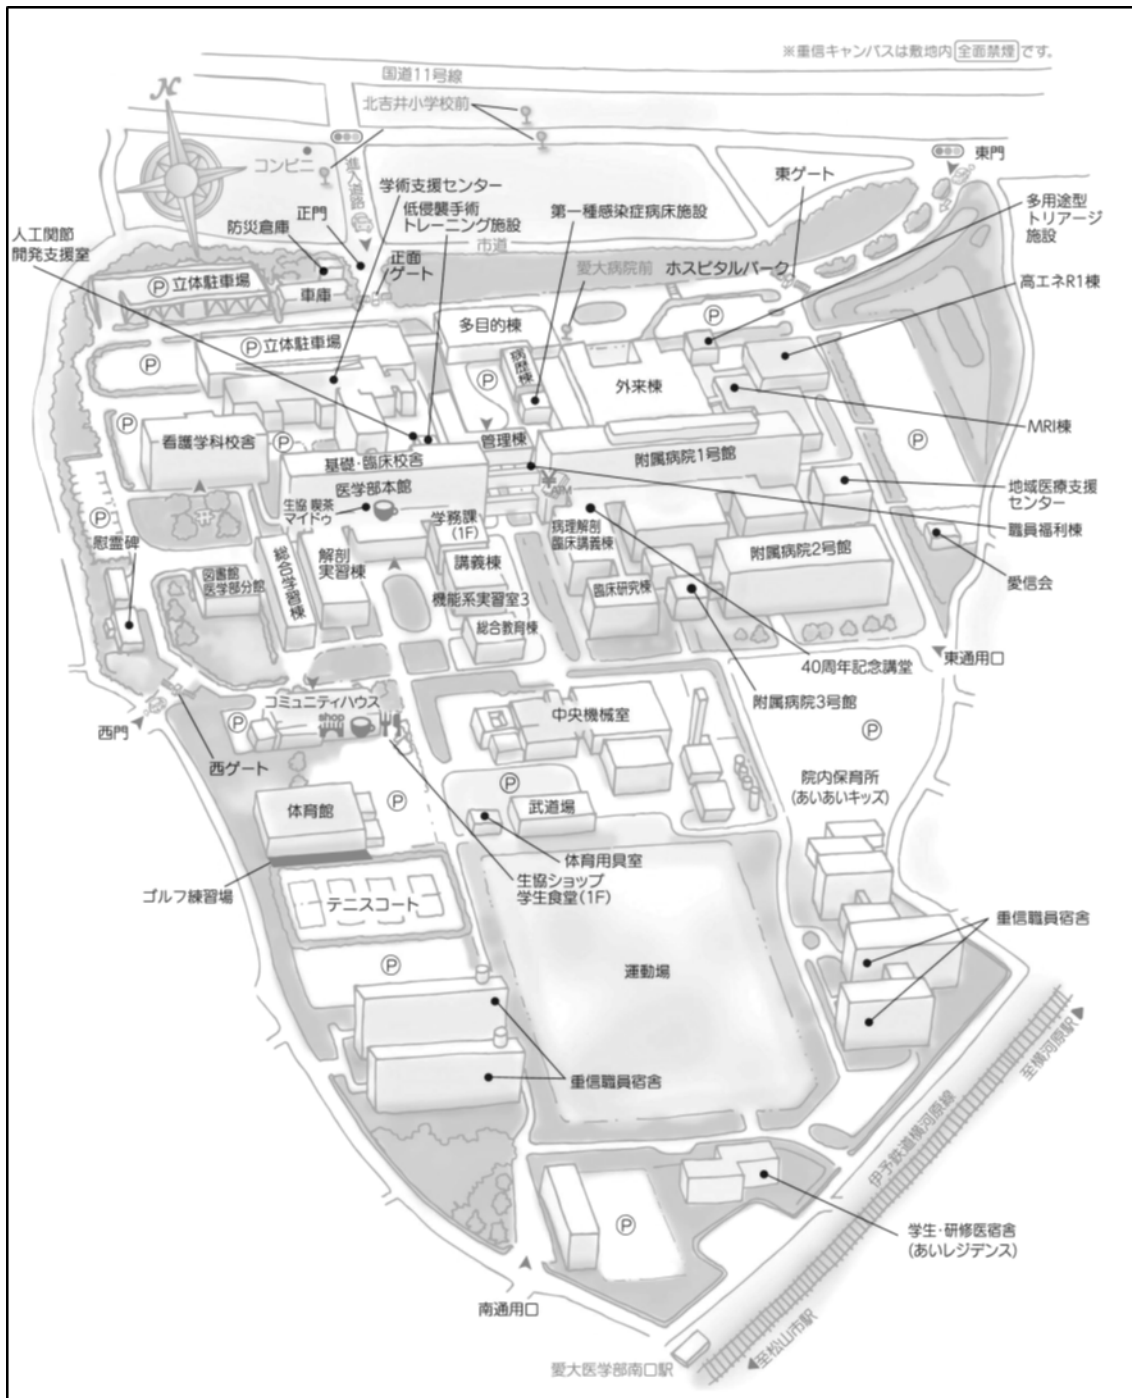 ※重信キャンパスは敷地内 全面禁煙 です。
国道11号線
北吉井小学校前
コンビニ
進入道路
東門
東ゲート
学術支援センター
低侵襲手術
トレーニング施設
第一種感染症病床施設
多用途型
トリアージ
施設
正門
防災倉庫
市道
人工関節
開発支援室
正面
ゲート
愛大病院前
ホスピタルパーク
高エネR1棟
P 立体駐車場
車庫
多目的棟
P
P 立体駐車場
病歴棟
P
P
外来棟
MRI棟
P
看護学科校舎
P
管理棟
P
基礎・臨床校舎
附属病院1号館
医学部本館
ATM
地域医療支援
センター
生協 喫茶
マイドゥ
学務課
(1F)
病理解剖
臨床講義棟
職員福利棟
P
慰霊碑
解剖
実習棟
講義棟
附属病院2号館
図書館
医学部分館
愛信会
機能系実習室3
臨床研究棟
総合教育棟
40周年記念講堂
東通用口
附属病院3号館
コミュニティハウス
shop
P
中央機械室
西門
P
西ゲート
院内保育所
(あいあいキッズ)
P
体育館
P
武道場
体育用具室
生協ショップ
学生食堂(1F)
ゴルフ練習場
テニスコート
重信職員宿舎
P
運動場
至横河原駅
重信職員宿舎
伊予鉄道横河原線
学生・研修医宿舎
(あいレジデンス)
P
南通用口
至松山市駅
愛大医学部南口駅